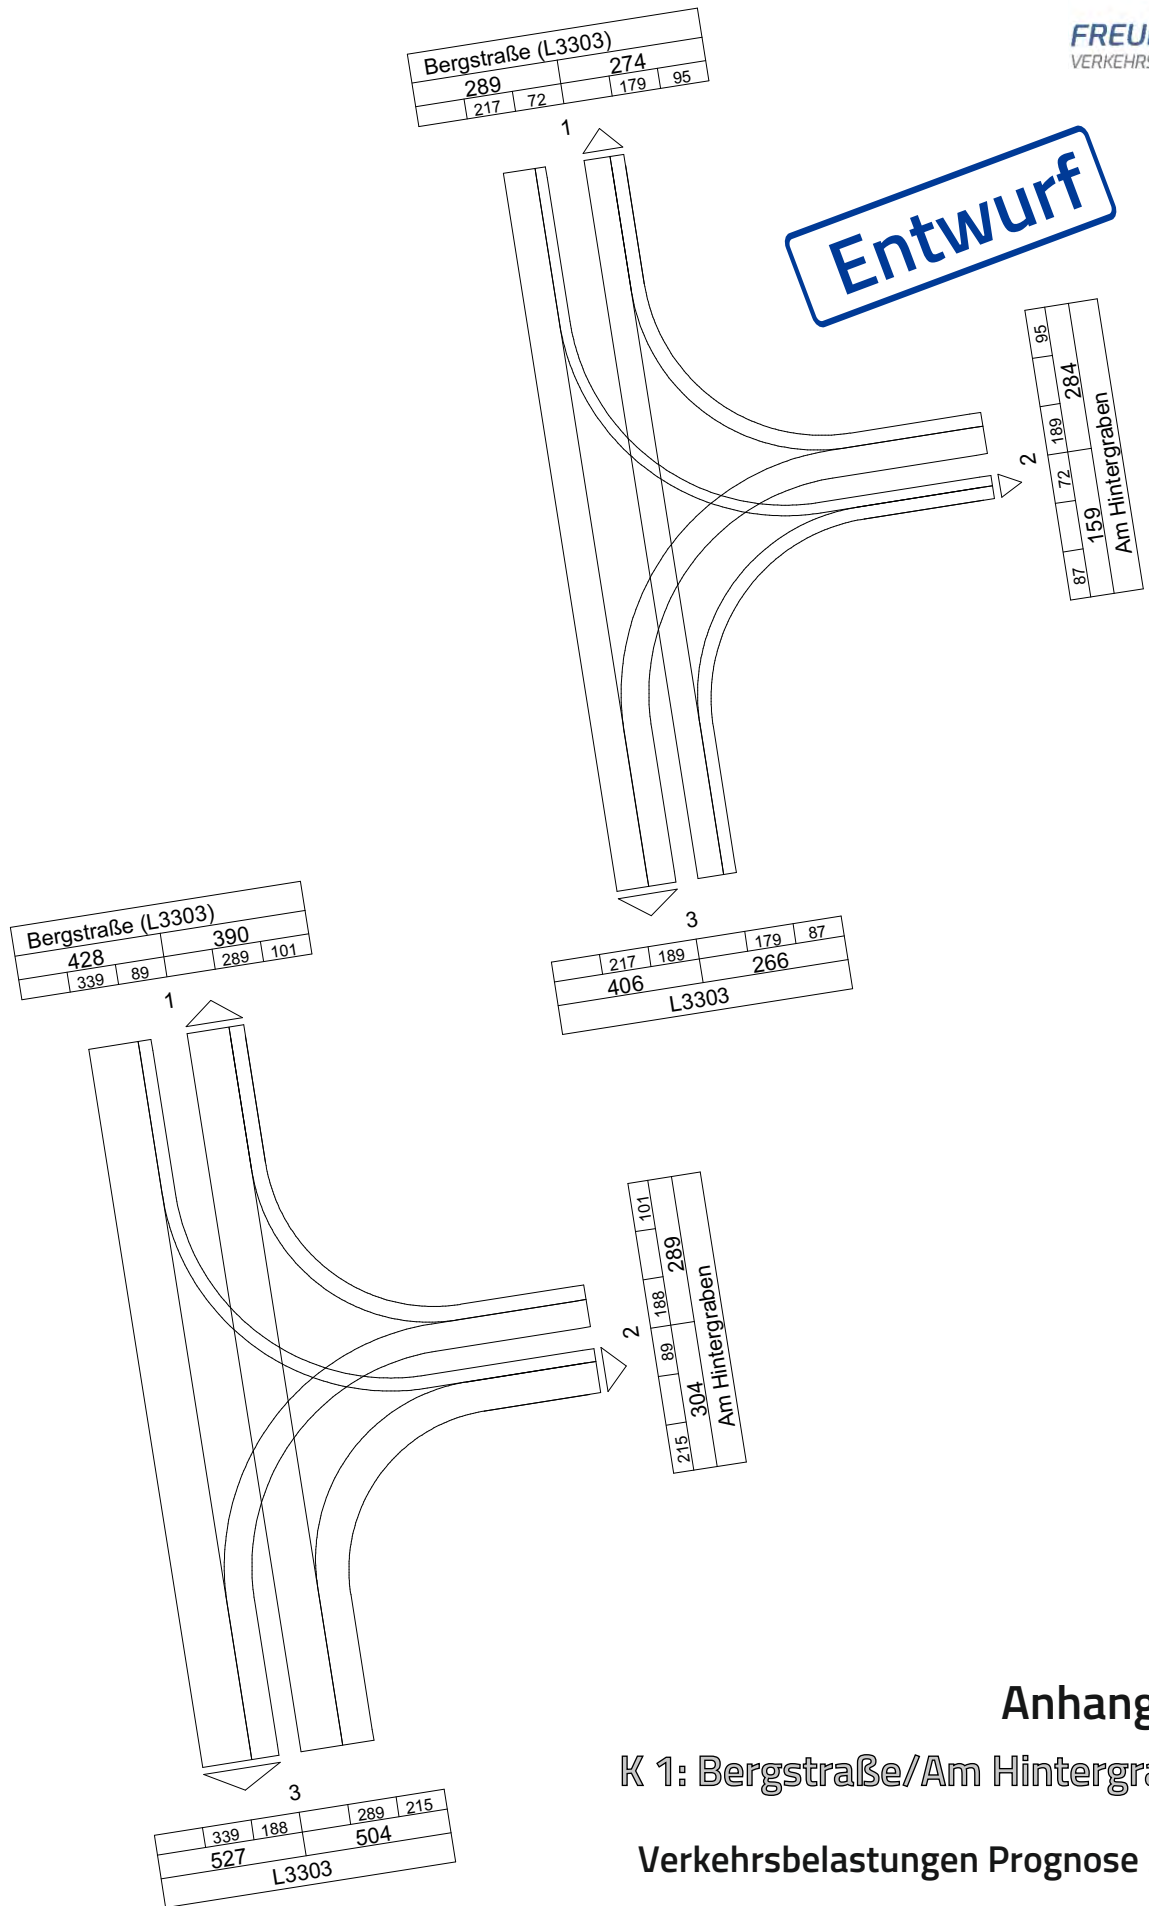 Bergstraße (L3303)
289 274
217 72 179 95
1
FREU
VERKEHRS
Entwurf
95 189 72 87
284 159
Am Hintergraben
2
3
217 189 179 87
406 266
L3303
Bergstraße (L3303)
428 390
339 89 289 101
1
101 188 89 215
289 304
Am Hintergraben
2
3
339 188 289 215
527 504
L3303
Anhang
K 1: Bergstraße/Am Hintergra
Verkehrsbelastungen Prognose